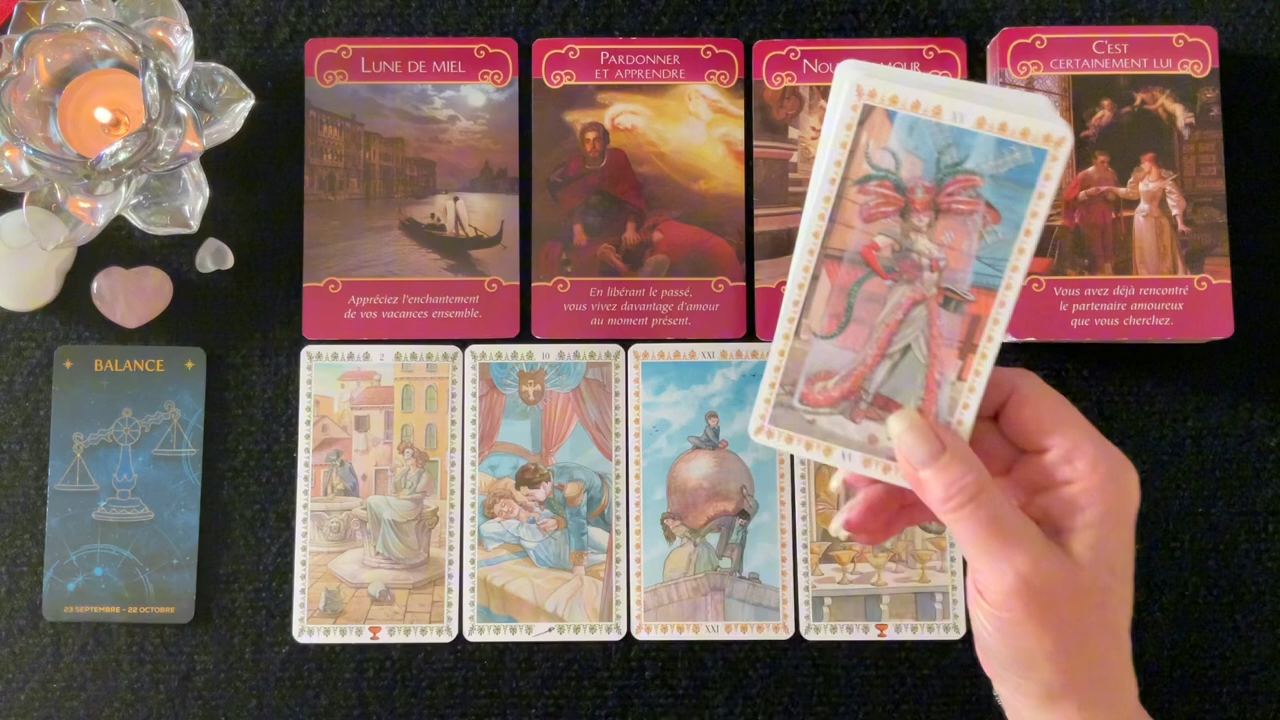 LUNE DE MIEL
Appréciez l'enchantement
de vos vacances ensemble.
PARDONNER
ET APPRENDRE
En libérant le passé,
vous vivez davantage d'amour
au moment présent.
C'EST
CERTAINEMENT LUI
Vous avez déjà rencontré
le partenaire amoureux
que vous cherchez.
BALANCE
23 SEPTEMBRE - 22 OCTOBRE
2
10
XXI
XXI
XV